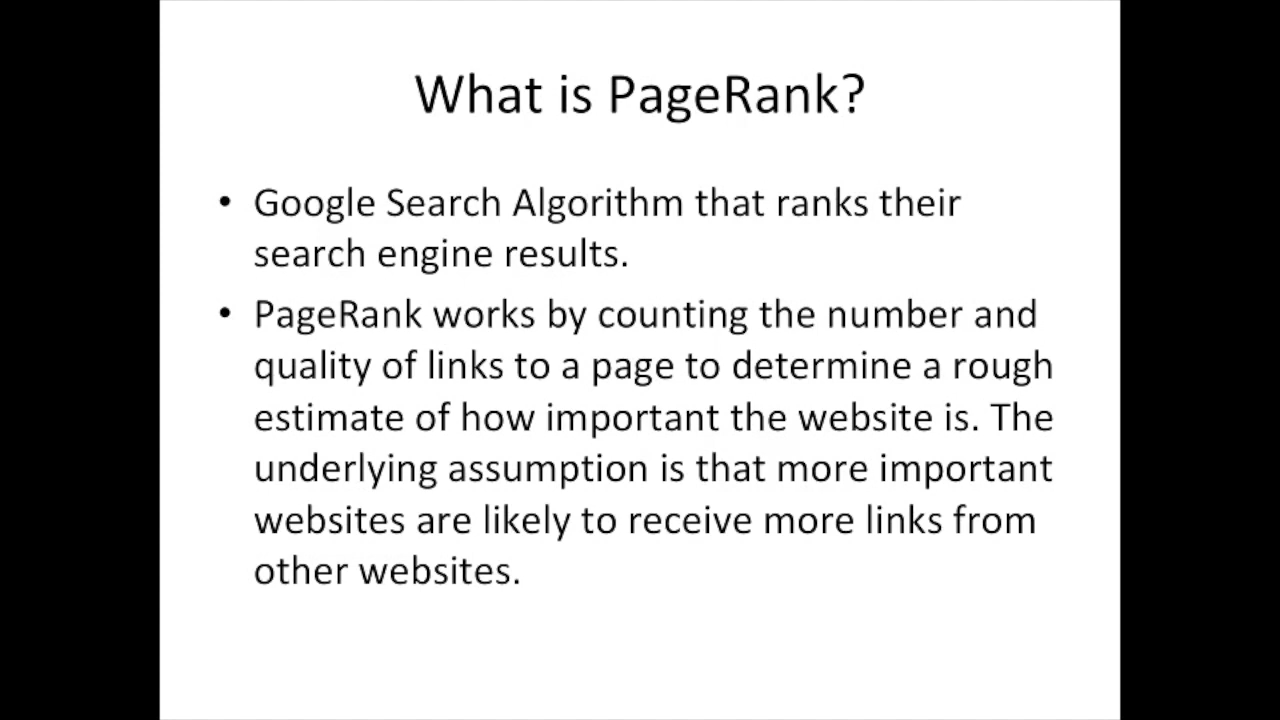 What is PageRank?
• Google Search Algorithm that ranks their
search engine results.
• PageRank works by counting the number and
quality of links to a page to determine a rough
estimate of how important the website is. The
underlying assumption is that more important
websites are likely to receive more links from
other websites.